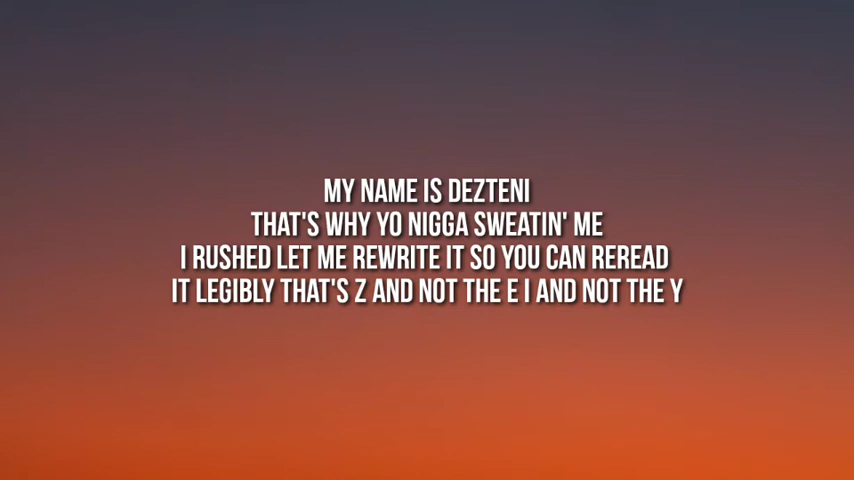 MY NAME IS DEZTENI
THAT'S WHY YO NIGGA SWEATIN' ME
I RUSHED LET ME REWRITE IT SO YOU CAN REREAD
IT LEGIBLY THAT'S Z AND NOT THE E I AND NOT THE Y